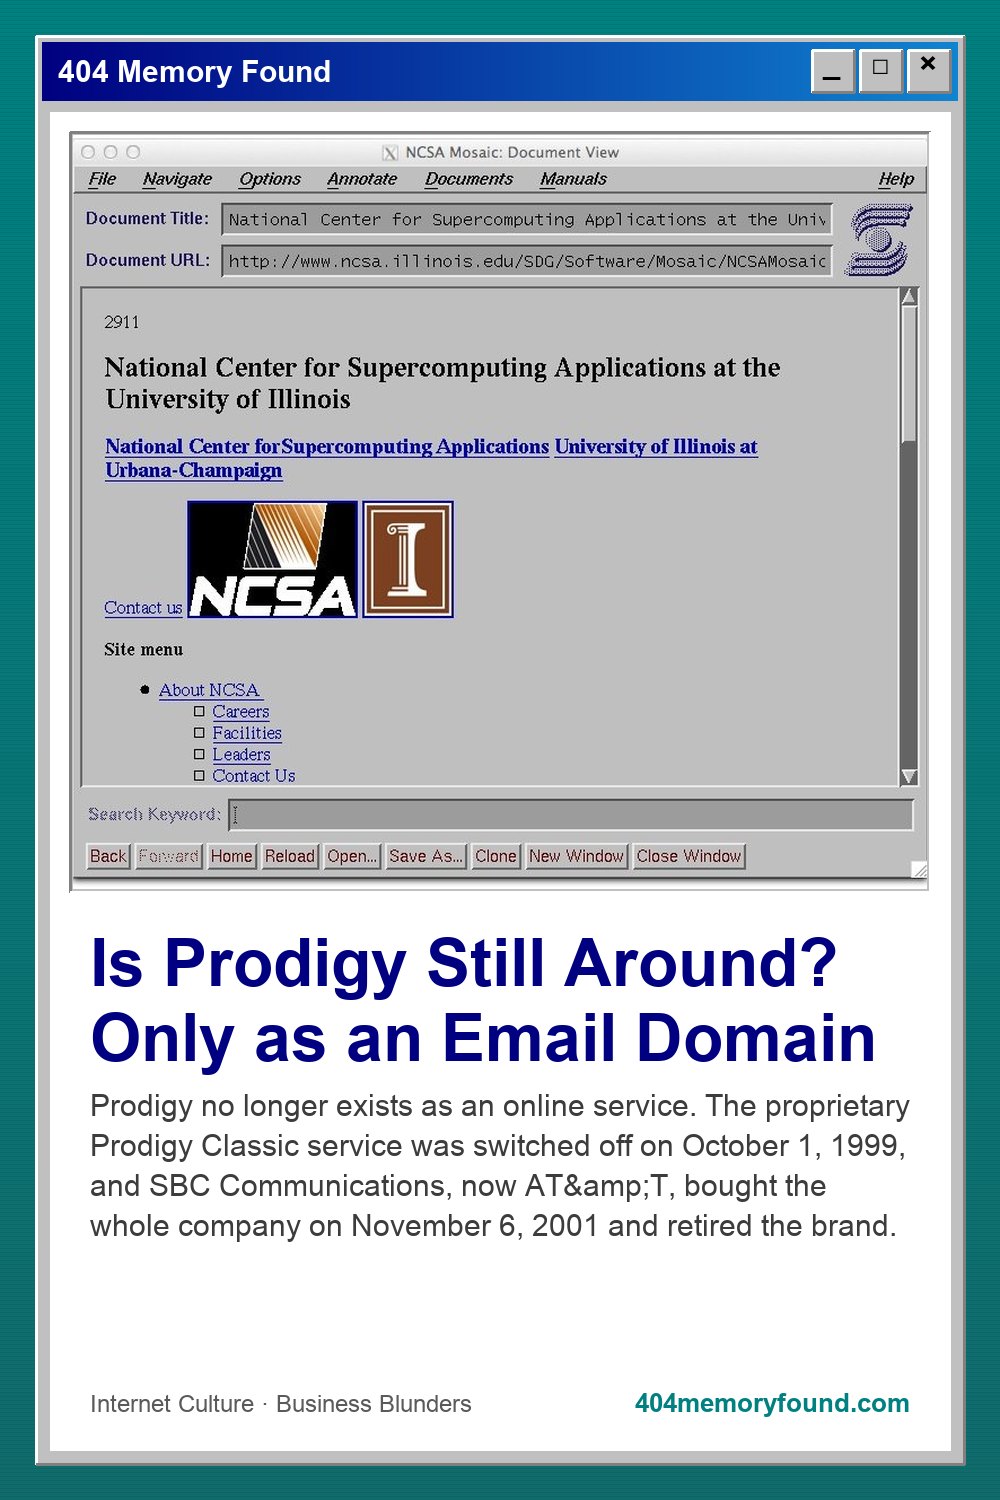 404 Memory Found
NCSA Mosaic: Document View
File Navigate Options Annotate Documents Manuals Help
Document Title: National Center for Supercomputing Applications at the Univ
Document URL: http://www.ncsa.illinois.edu/SDG/Software/Mosaic/NCSAMosaic
2911
National Center for Supercomputing Applications at the
University of Illinois
National Center for Supercomputing Applications University of Illinois at
Urbana-Champaign
NCSA
I
Contact us
Site menu
About NCSA
Careers
Facilities
Leaders
Contact Us
Search Keyword:
Back Forward Home Reload Open... Save As... Clone New Window Close Window
Is Prodigy Still Around?
Only as an Email Domain
Prodigy no longer exists as an online service. The proprietary
Prodigy Classic service was switched off on October 1, 1999,
and SBC Communications, now AT&amp;T, bought the
whole company on November 6, 2001 and retired the brand.
Internet Culture · Business Blunders
404memoryfound.com